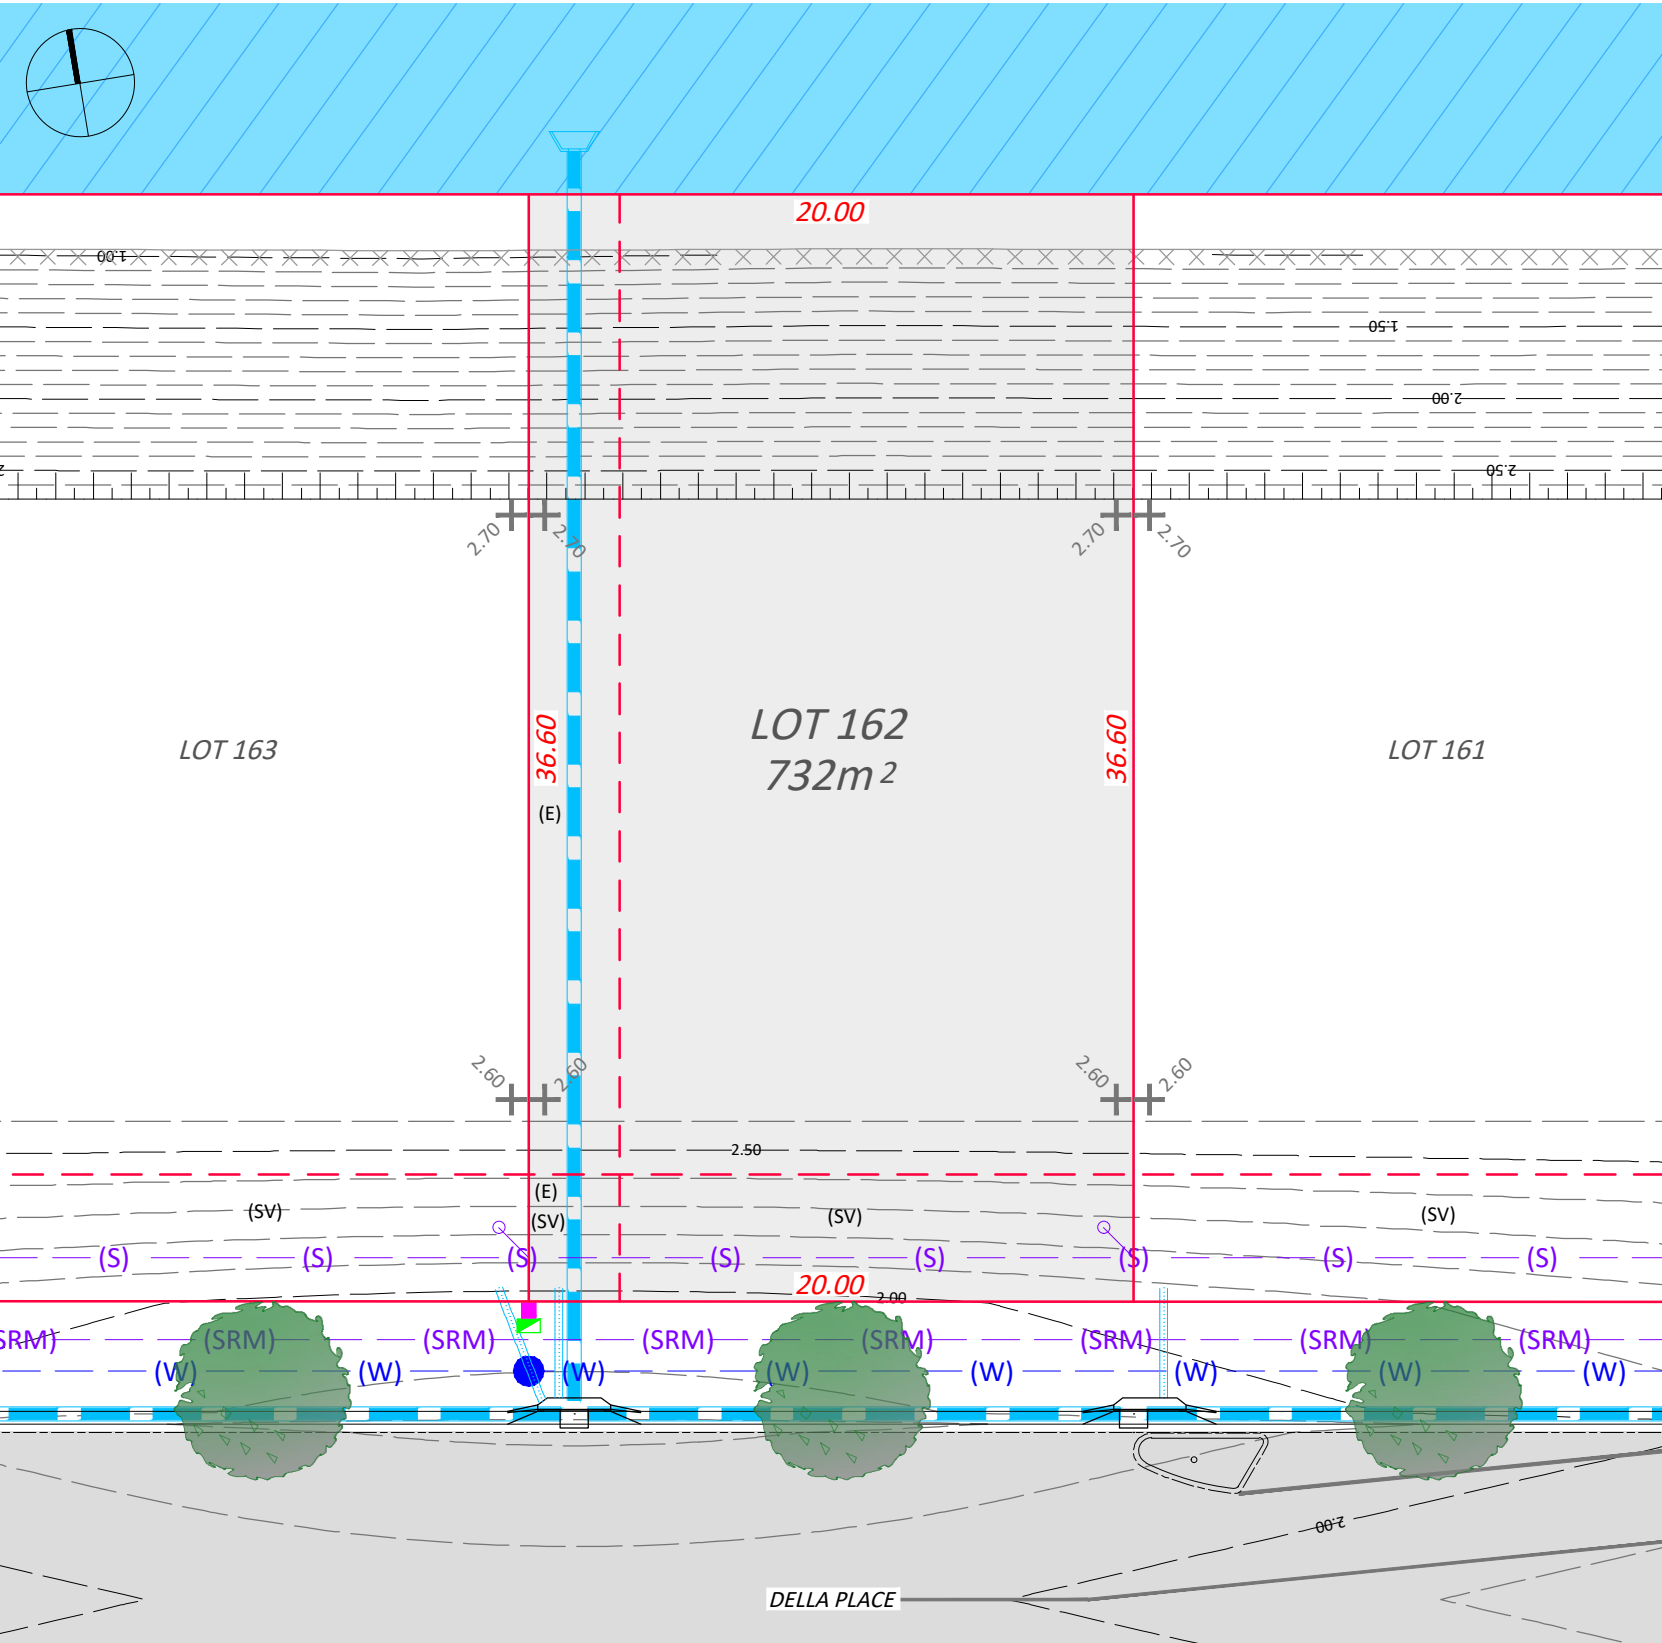 20.00
1.00
1.50
2.00
2.50
2.70
2.70
2.70
2.70
LOT 163
36.60
LOT 162
732m²
36.60
LOT 161
(E)
2.60
2.60
2.60
2.60
2.50
(E)
(SV)
(SV)
(SV)
(SV)
(S)
(S)
(S)
(S)
(S)
(S)
(S)
(S)
20.00
2.00
(SRM)
(SRM)
(SRM)
(SRM)
(SRM)
(SRM)
(SRM)
(SRM)
(W)
(W)
(W)
(W)
(W)
(W)
(W)
(W)
2.00
DELLA PLACE